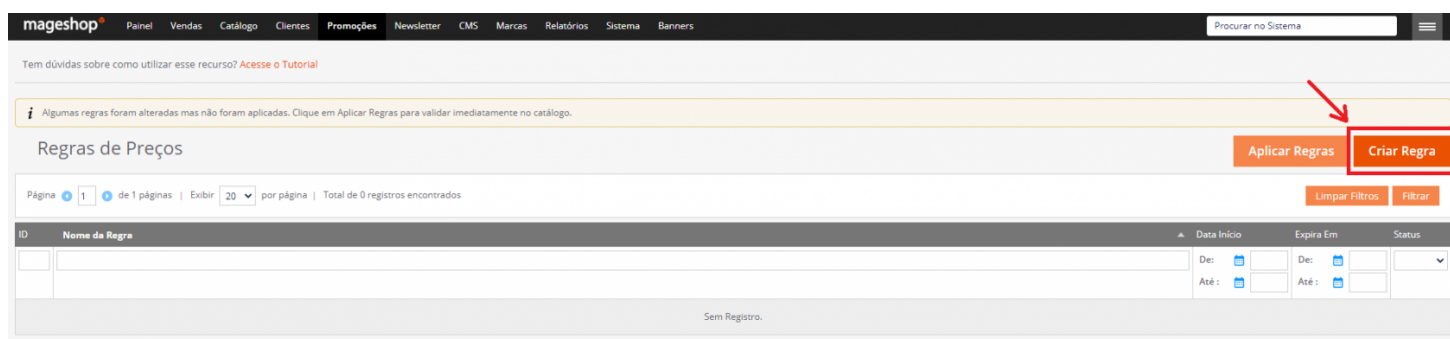 mageshop Painel Vendas Catálogo Clientes Promoções Newsletter CMS Marcas Relatórios Sistema Banners Procurar no Sistema
Tem dúvidas sobre como utilizar esse recurso? Acesse o Tutorial
i Algumas regras foram alteradas mas não foram aplicadas. Clique em Aplicar Regras para validar imediatamente no catálogo.
Regras de Preços Aplicar Regras Criar Regra
Página 1 de 1 páginas | Exibir 20 por página | Total de 0 registros encontrados Limpar Filtros Filtrar
ID Nome da Regra Data Início Expira Em Status
De: De:
Até : Até :
Sem Registro.